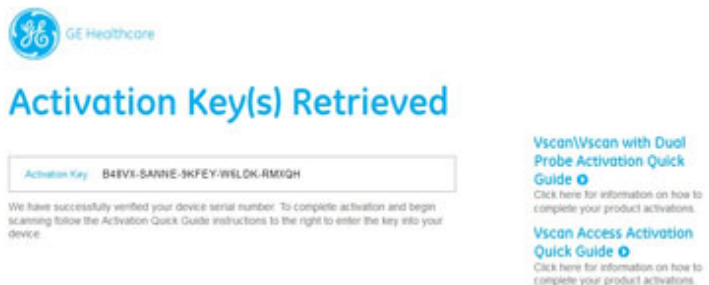 GE Healthcare
Activation Key(s) Retrieved
Activation Key B48VX-SANNE-9KFEY-W6LDK-RMXQH
We have successfully verified your device serial number. To complete activation and begin
scanning follow the Activation Quick Guide instructions to the right to enter the key into your
device
Vscan\Vscan with Dual
Probe Activation Quick
Guide
Click here for information on how to
complete your product activations.
Vscan Access Activation
Quick Guide
Click here for information on how to
complete your product activations.